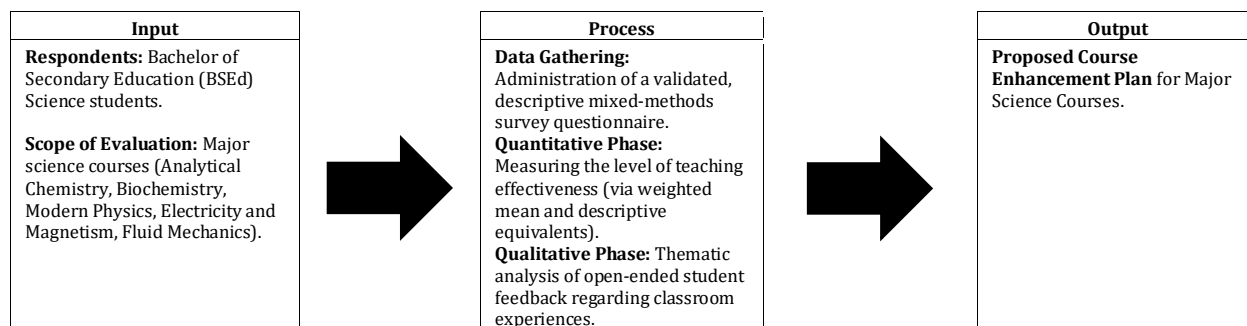 Input
Respondents: Bachelor of
Secondary Education (BSEd)
Science students.
Scope of Evaluation: Major
science courses (Analytical
Chemistry, Biochemistry,
Modern Physics, Electricity and
Magnetism, Fluid Mechanics).
Process
Data Gathering:
Administration of a validated,
descriptive mixed-methods
survey questionnaire.
Quantitative Phase:
Measuring the level of teaching
effectiveness (via weighted
mean and descriptive
equivalents).
Qualitative Phase: Thematic
analysis of open-ended student
feedback regarding classroom
experiences.
Output
Proposed Course
Enhancement Plan for Major
Science Courses.